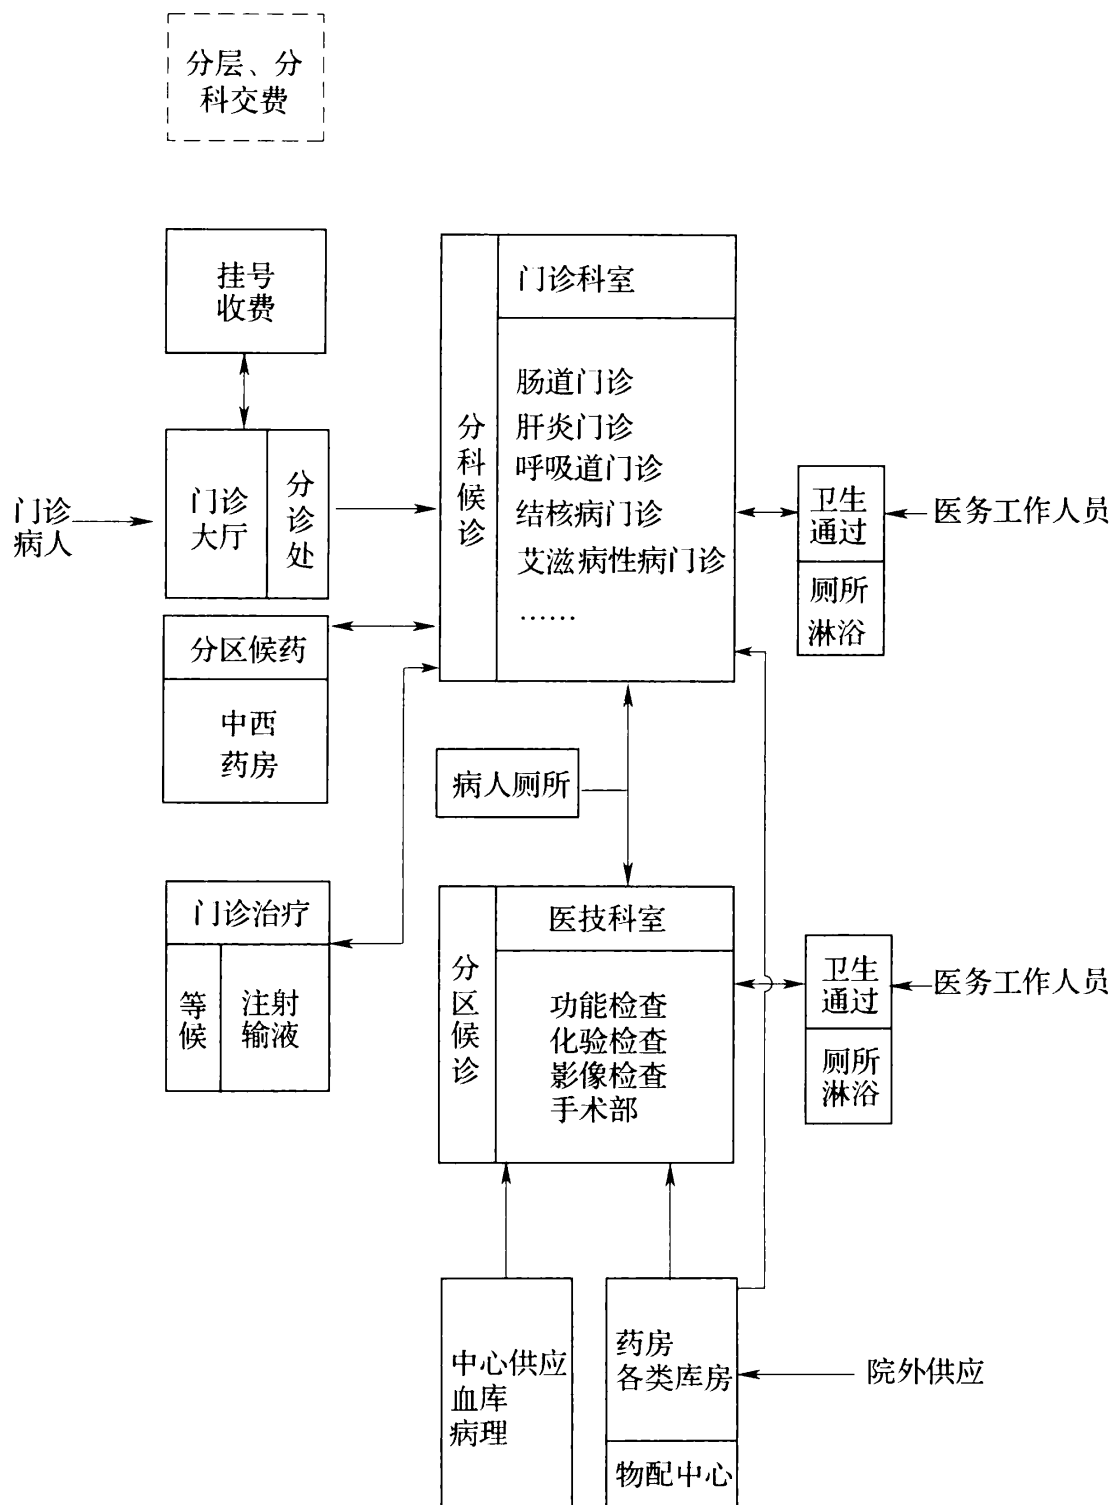 分层、分
科交费
挂号
收费
门诊
病人
门诊
大厅
分诊处
分区候药
中西
药房
门诊治疗
等候
注射
输液
分科候诊
门诊科室
肠道门诊
肝炎门诊
呼吸道门诊
结核病门诊
艾滋病性病门诊
……
卫生
通过
厕所
淋浴
医务工作人员
病人厕所
分区候诊
医技科室
功能检查
化验检查
影像检查
手术部
卫生
通过
厕所
淋浴
医务工作人员
中心供应
血库
病理
药房
各类库房
物配中心
院外供应